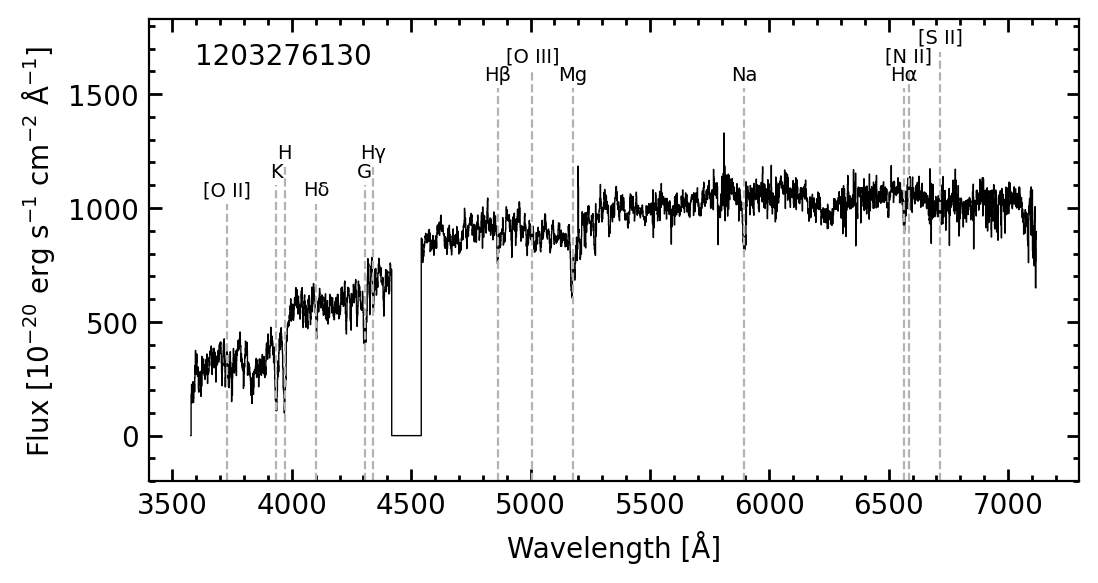 1203276130
[S II]
[O III]
[N II]
Hβ
Mg
Na
Hα
H
Hγ
K
G
[O II]
Hδ
1500
1000
500
0
3500 4000 4500 5000 5500 6000 6500 7000
Wavelength [Å]
Flux [10⁻²⁰ erg s⁻¹ cm⁻² Å⁻¹]